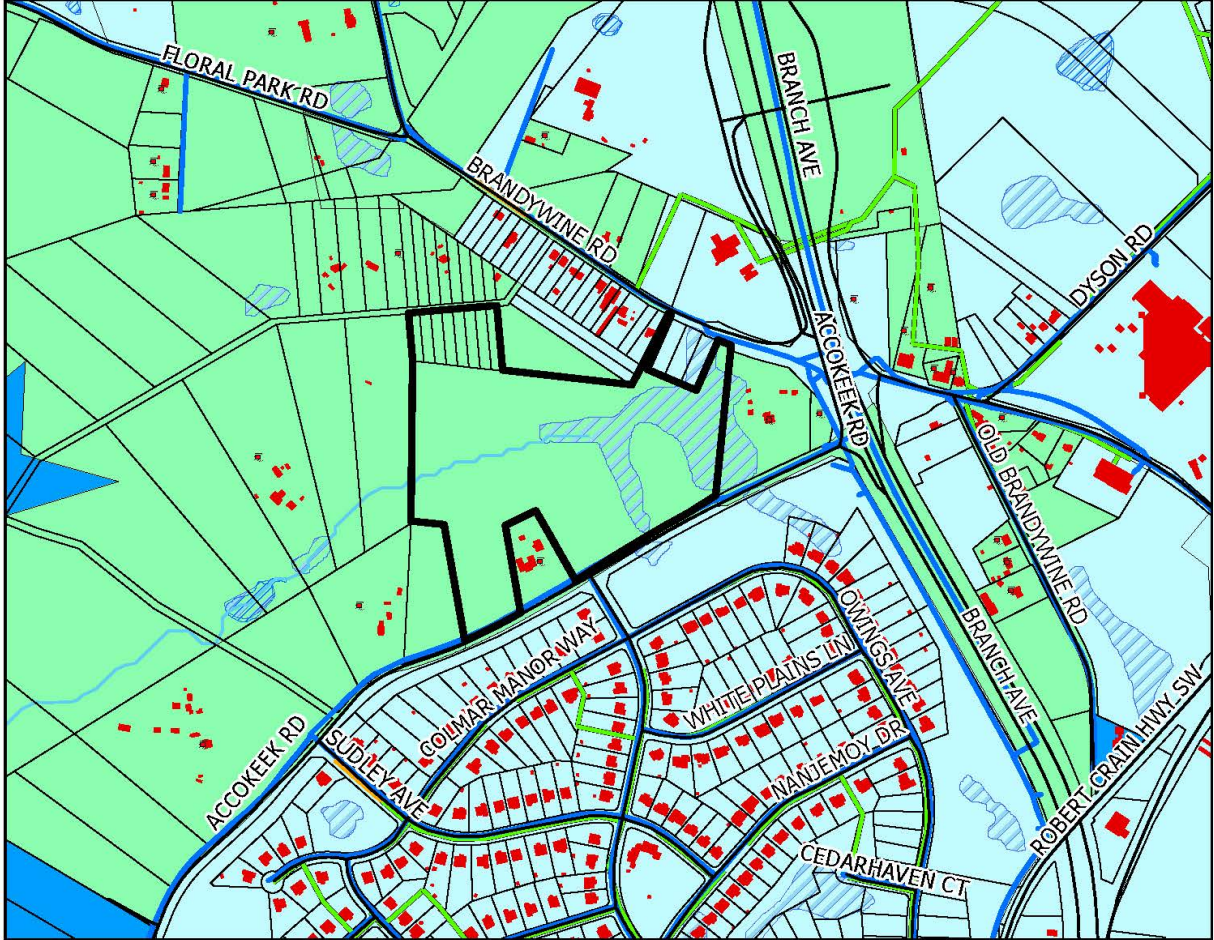 FLORAL PARK RD
BRANCH AVE
BRANDYWINE RD
DYSON RD
ACCOKEEK RD
OLD BRANDYWINE RD
OWINGS AVE
BRANCH AVE
COLMAR MANOR WAY
WHITE PLAINS LN
ROBERT CRAIN HWY SW
ACCOKEEK RD
SUDLEY AVE
NANJEMOY DR
CEDARHAVEN CT